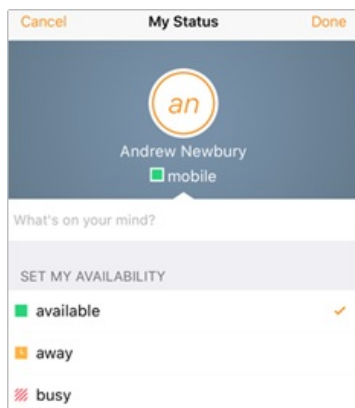 Cancel My Status Done
an
Andrew Newbury
mobile
What's on your mind?
SET MY AVAILABILITY
available
away
busy